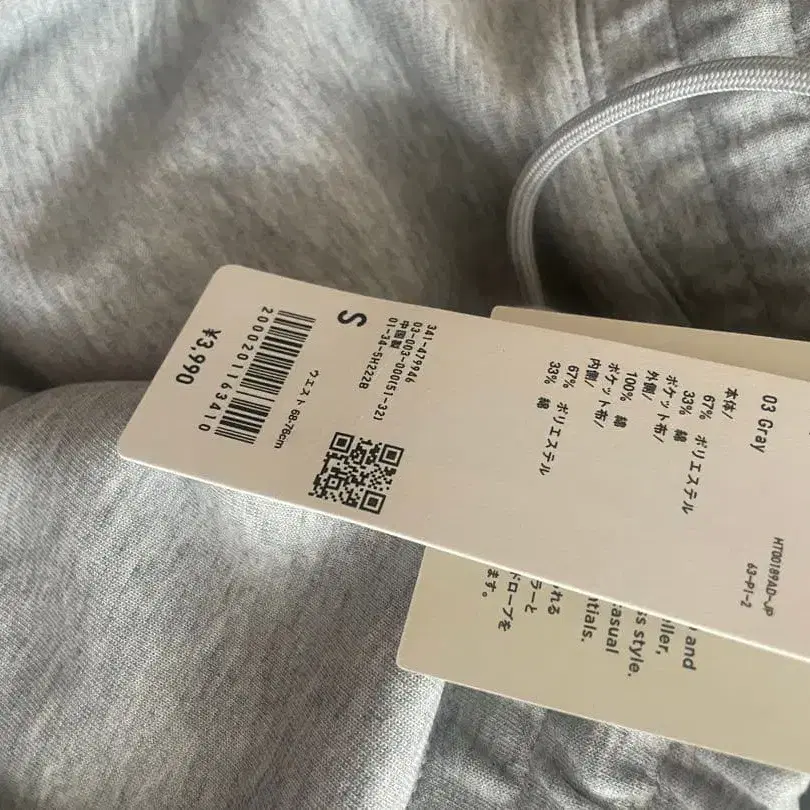 03 Gray
本体/
67% ポリエステル
33% 綿
ポケット布/
外側/
100% 綿
ポケット布/
内側/
67% ポリエステル
33% 綿
HT00189AD-JP
63-P1-2
341-479946
03-003-000(61-32)
中国製
01-34-5H222B
S
ウエスト 68-76cm
2000201163410
¥3,990
and
ller,
s style.
casual
tials.
れる
ラーと
ドローブを
ます。